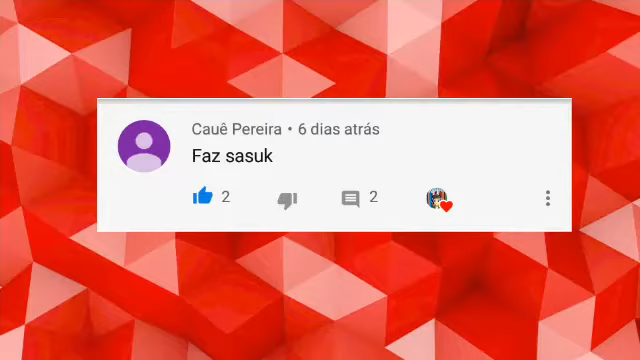 Cauê Pereira • 6 dias atrás
Faz sasuk
2 2